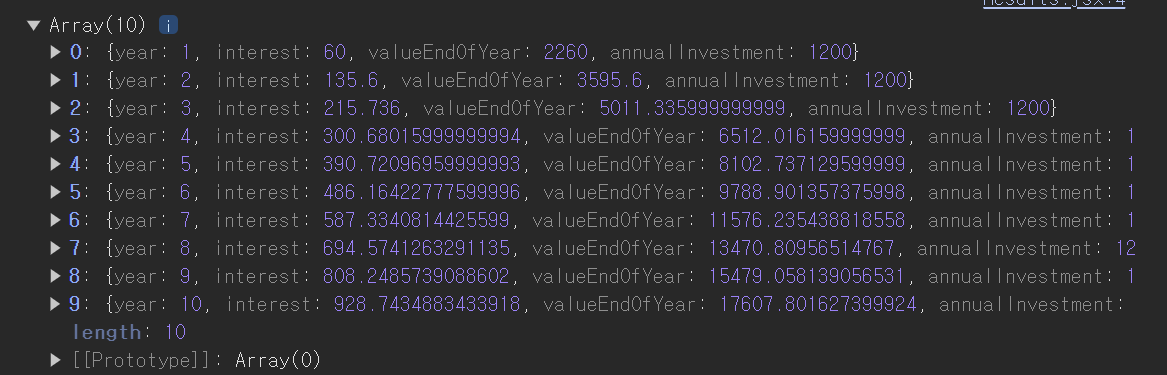 results.jsx:4
▼ Array(10) i
▶ 0: {year: 1, interest: 60, valueEndOfYear: 2260, annualInvestment: 1200}
▶ 1: {year: 2, interest: 135.6, valueEndOfYear: 3595.6, annualInvestment: 1200}
▶ 2: {year: 3, interest: 215.736, valueEndOfYear: 5011.335999999999, annualInvestment: 1200}
▶ 3: {year: 4, interest: 300.68015999999994, valueEndOfYear: 6512.016159999999, annualInvestment: 1
▶ 4: {year: 5, interest: 390.72096959999993, valueEndOfYear: 8102.737129599999, annualInvestment: 1
▶ 5: {year: 6, interest: 486.16422777599996, valueEndOfYear: 9788.901357375998, annualInvestment: 1
▶ 6: {year: 7, interest: 587.3340814425599, valueEndOfYear: 11576.235438818558, annualInvestment: 1
▶ 7: {year: 8, interest: 694.5741263291135, valueEndOfYear: 13470.80956514767, annualInvestment: 12
▶ 8: {year: 9, interest: 808.2485739088602, valueEndOfYear: 15479.058139056531, annualInvestment: 1
▶ 9: {year: 10, interest: 928.7434883433918, valueEndOfYear: 17607.801627399924, annualInvestment:
length: 10
▶ [[Prototype]]: Array(0)